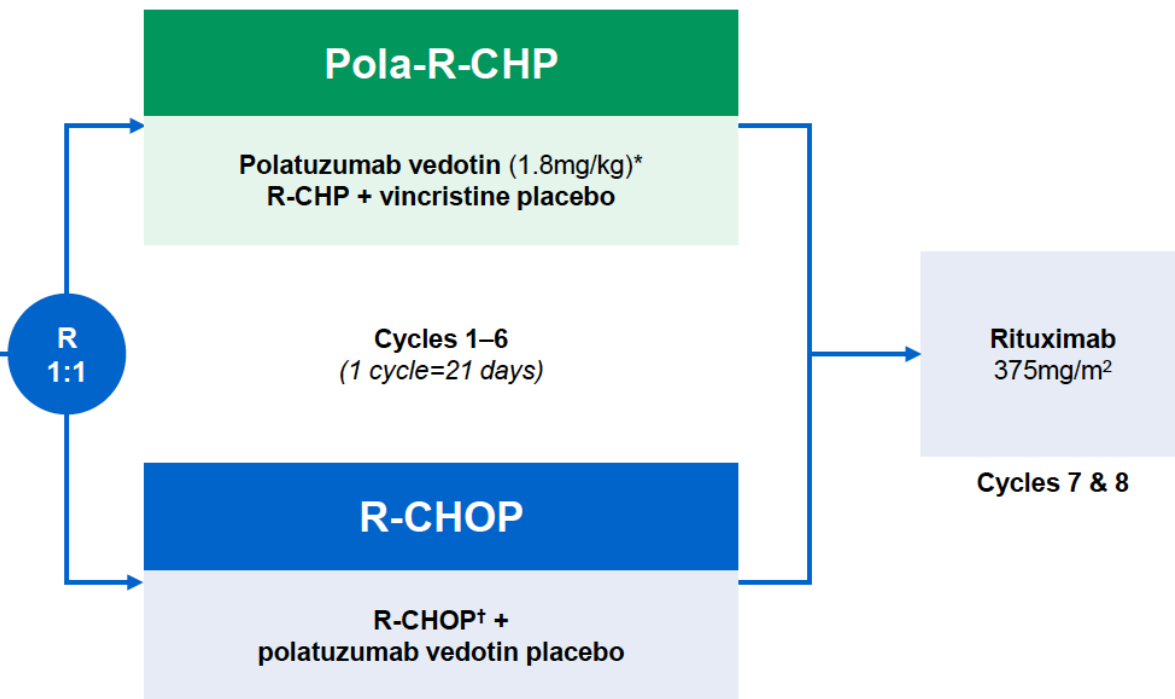 Pola-R-CHP
Polatuzumab vedotin (1.8mg/kg)*
R-CHP + vincristine placebo
R
1:1
Cycles 1–6
(1 cycle=21 days)
Rituximab
375mg/m²
Cycles 7 & 8
R-CHOP
R-CHOP† +
polatuzumab vedotin placebo